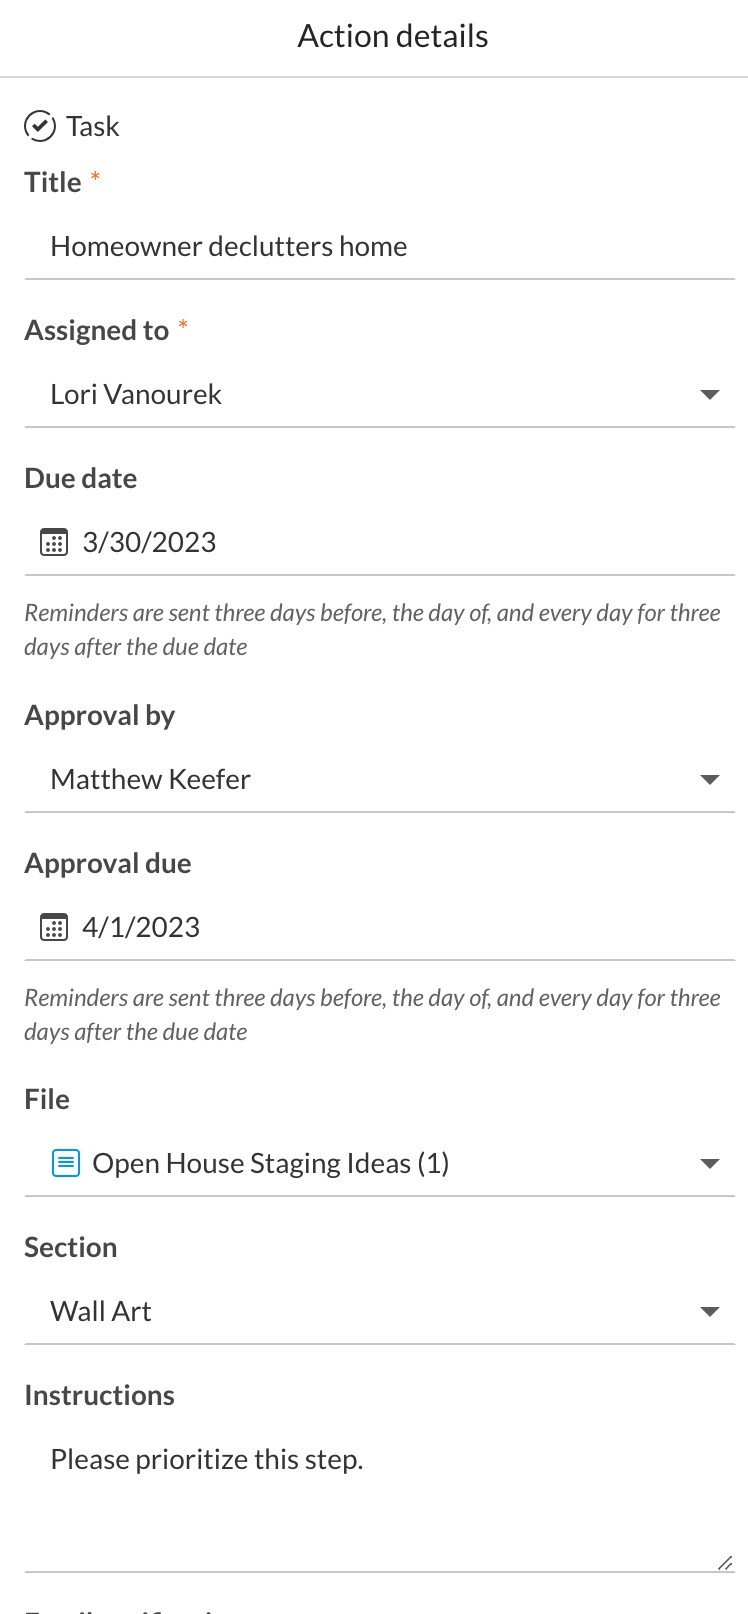 Action details
Task
Title *
Homeowner declutters home
Assigned to *
Lori Vanourek
Due date
3/30/2023
Reminders are sent three days before, the day of, and every day for three
days after the due date
Approval by
Matthew Keefer
Approval due
4/1/2023
Reminders are sent three days before, the day of, and every day for three
days after the due date
File
Open House Staging Ideas (1)
Section
Wall Art
Instructions
Please prioritize this step.